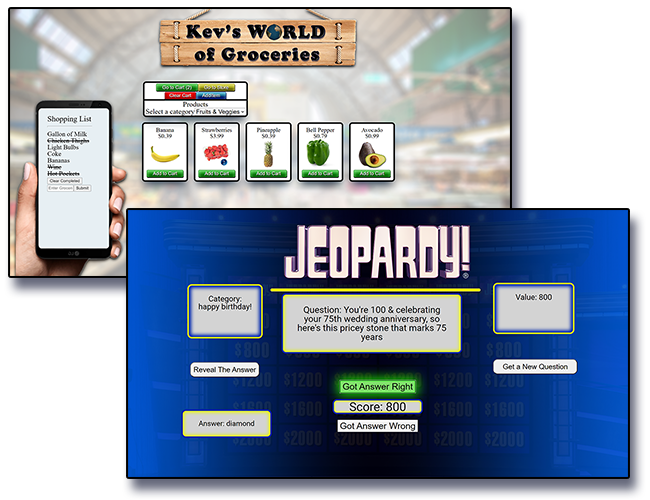 Kev's WORLD
of Groceries
Go to Cart (2)
Clear Cart
Products
Select a category Fruits & Veggies
Banana
$0.39
Add to Cart
Strawberries
$3.99
Add to Cart
Pineapple
$0.39
Add to Cart
Bell Pepper
$0.79
Add to Cart
Avocado
$0.99
Add to Cart
Shopping List
Gallon of Milk
Chicken Thighs
Light Bulbs
Coke
Bananas
Wine
Hot Pockets
Clear Completed
Enter Grocery
Submit
JEOPARDY!
®
Category:
happy birthday!
Question: You're 100 & celebrating
your 75th wedding anniversary, so
here's this pricey stone that marks 75
years
Value: 800
Reveal The Answer
Get a New Question
Got Answer Right
Score: 800
Got Answer Wrong
Answer: diamond
$800
$800
$1200
$1200
$1200
$1600
$1600
$1600
$2000
$2000
$2000
$2000
$2000